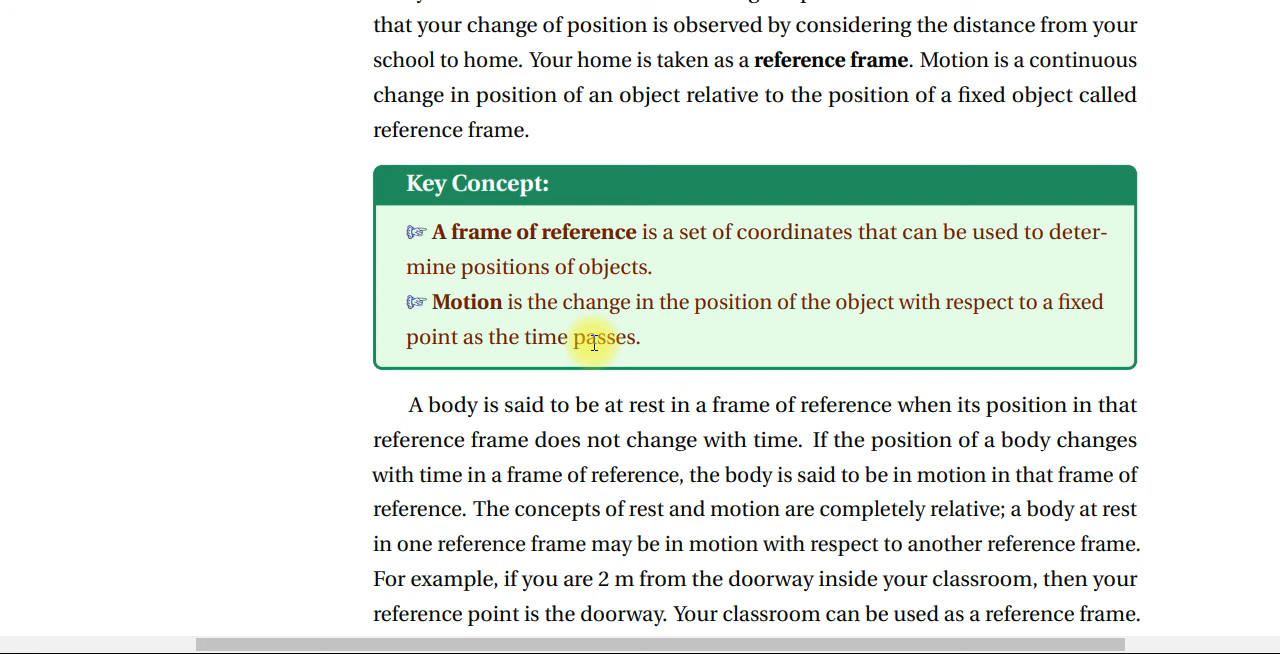 that your change of position is observed by considering the distance from your
school to home. Your home is taken as a reference frame. Motion is a continuous
change in position of an object relative to the position of a fixed object called
reference frame.
Key Concept:
☞ A frame of reference is a set of coordinates that can be used to deter-
mine positions of objects.
☞ Motion is the change in the position of the object with respect to a fixed
point as the time passes.
A body is said to be at rest in a frame of reference when its position in that
reference frame does not change with time. If the position of a body changes
with time in a frame of reference, the body is said to be in motion in that frame of
reference. The concepts of rest and motion are completely relative; a body at rest
in one reference frame may be in motion with respect to another reference frame.
For example, if you are 2 m from the doorway inside your classroom, then your
reference point is the doorway. Your classroom can be used as a reference frame.